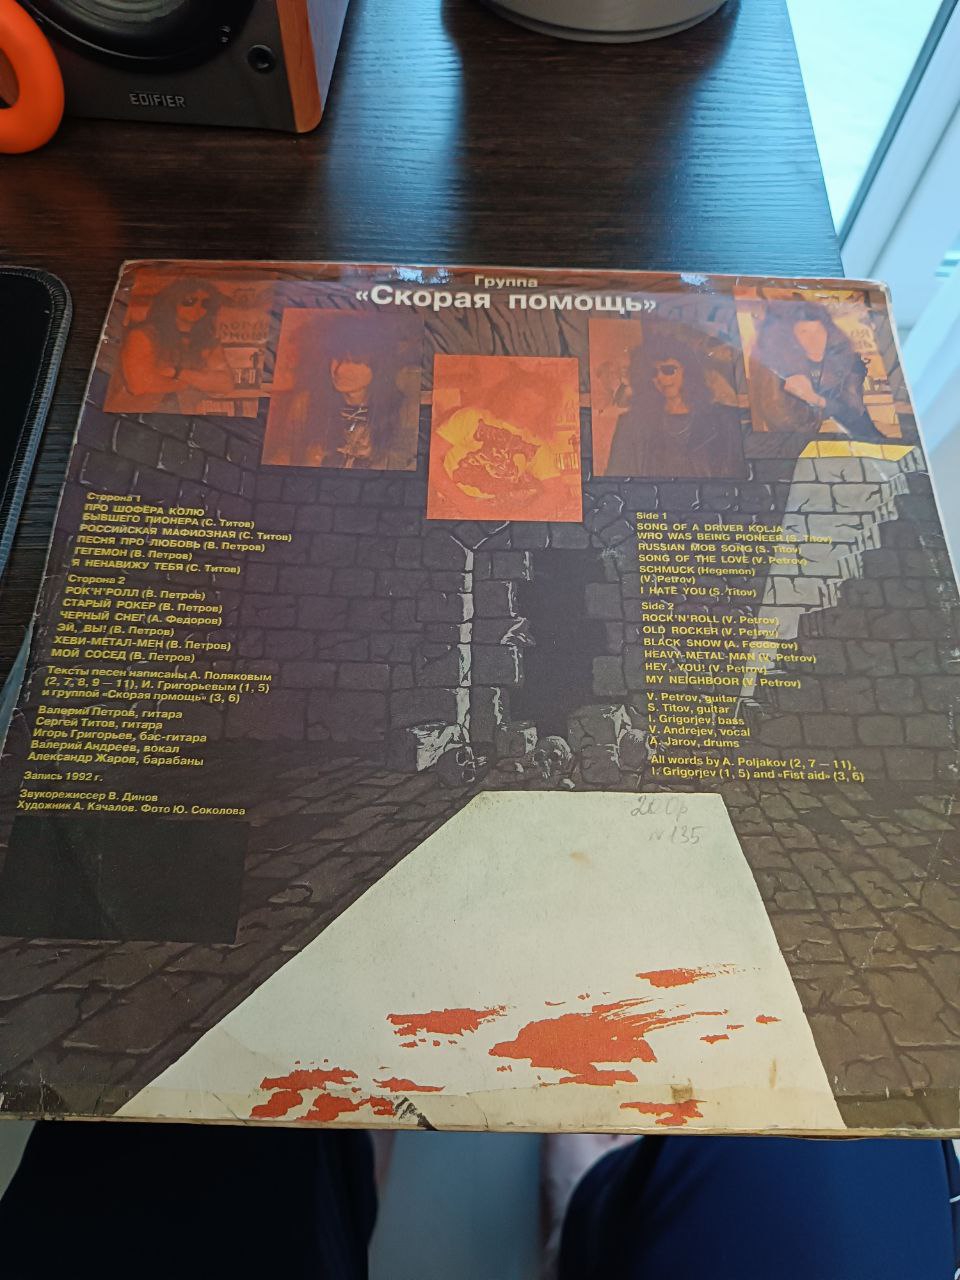 EDIFIER
Группа
«Скорая помощь»
Сторона 1
ПРО ШОФЁРА КОЛЮ
БЫВШЕГО ПИОНЕРА (С. Титов)
РОССИЙСКАЯ МАФИОЗНАЯ (С. Титов)
ПЕСНЯ ПРО ЛЮБОВЬ (В. Петров)
ГЕГЕМОН (В. Петров)
Я НЕНАВИЖУ ТЕБЯ (С. Титов)
Сторона 2
РОК'Н'РОЛЛ (В. Петров)
СТАРЫЙ РОКЕР (В. Петров)
ЧЕРНЫЙ СНЕГ (А. Федоров)
ЭЙ, ВЫ! (В. Петров)
ХЕВИ-МЕТАЛ-МЕН (В. Петров)
МОЙ СОСЕД (В. Петров)
Тексты песен написаны А. Поляковым
(2, 7, 8, 9 — 11), И. Григорьевым (1, 5)
и группой «Скорая помощь» (3, 6)
Валерий Петров, гитара
Сергей Титов, гитара
Игорь Григорьев, бас-гитара
Валерий Андреев, вокал
Александр Жаров, барабаны
Запись 1992 г.
Звукорежиссер В. Динов
Художник А. Качалов. Фото Ю. Соколова
Side 1
SONG OF A DRIVER KOLJA
WHO WAS BEING PIONEER (S. Titov)
RUSSIAN MOB SONG (S. Titov)
SONG OF THE LOVE (V. Petrov)
SCHMUCK (Hegemon)
(V. Petrov)
I HATE YOU (S. Titov)
Side 2
ROCK'N'ROLL (V. Petrov)
OLD ROCKER (V. Petrov)
BLACK SNOW (A. Feodorov)
HEAVY-METAL-MAN (V. Petrov)
HEY, YOU! (V. Petrov)
MY NEIGHBOOR (V. Petrov)
V. Petrov, guitar
S. Titov, guitar
I. Grigorjev, bass
V. Andrejev, vocal
A. Jarov, drums
All words by A. Poljakov (2, 7 — 11),
I. Grigorjev (1, 5) and «Fist aid» (3, 6)
N 135